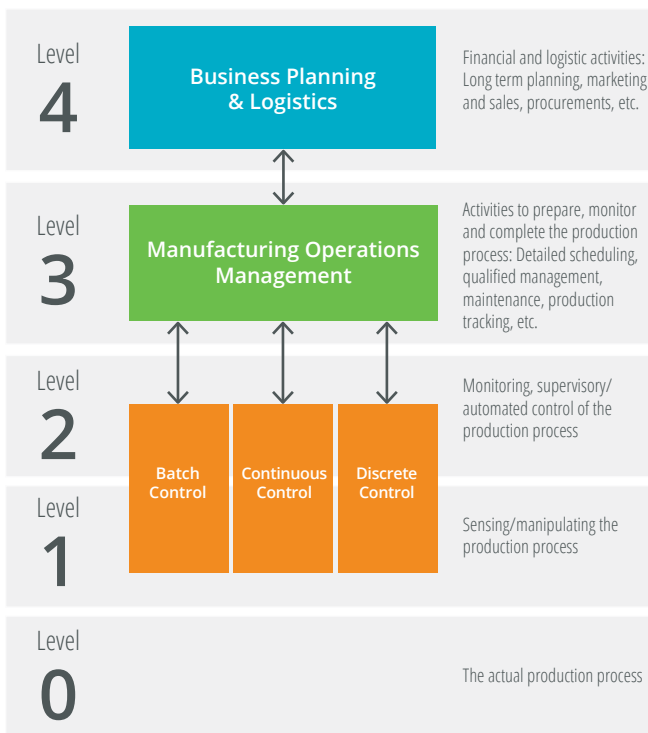 Level
4
Business Planning
& Logistics
Financial and logistic activities:
Long term planning, marketing
and sales, procurements, etc.
Level
3
Manufacturing Operations
Management
Activities to prepare, monitor
and complete the production
process: Detailed scheduling,
qualified management,
maintenance, production
tracking, etc.
Level
2
Monitoring, supervisory/
automated control of the
production process
Batch
Control
Continuous
Control
Discrete
Control
Level
1
Sensing/manipulating the
production process
Level
0
The actual production process